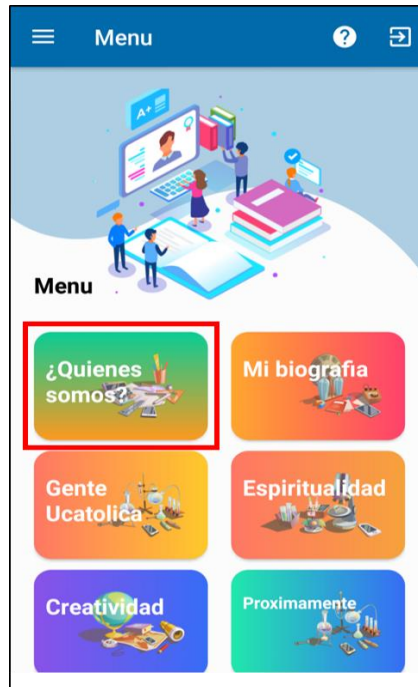 Menu
A+
Menu
¿Quienes
somos?
Mi biografia
Gente
Ucatolica
Espiritualidad
Creatividad
Proximamente